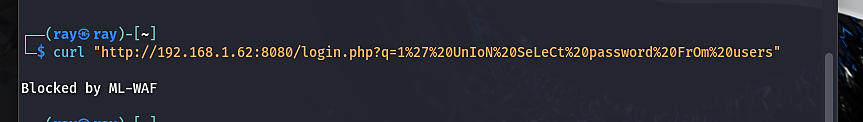 ┌──(ray㉿ray)-[~]
└─$ curl "http://192.168.1.62:8080/login.php?q=1%27%20UnIoN%20SeLeCt%20password%20FrOm%20users"
Blocked by ML-WAF
┌──(ray㉿ray)-[~]